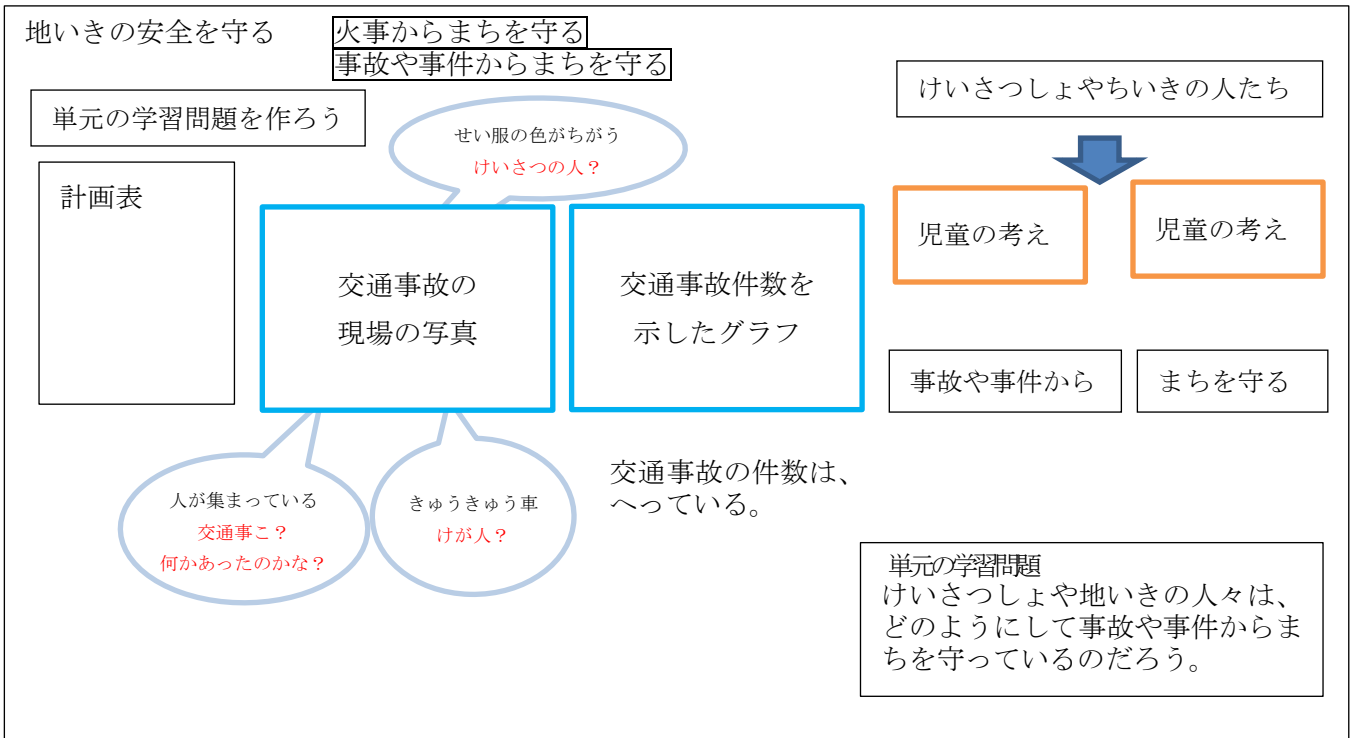 地いきの安全を守る
火事からまちを守る
事故や事件からまちを守る
単元の学習問題を作ろう
計画表
せい服の色がちがう
けいさつの人？
交通事故の
現場の写真
交通事故件数を
示したグラフ
人が集まっている
交通事こ？
何かあったのかな？
きゅうきゅう車
けが人？
交通事故の件数は、
へっている。
けいさつしょやちいきの人たち
児童の考え
児童の考え
事故や事件から
まちを守る
単元の学習問題
けいさつしょや地いきの人々は、
どのようにして事故や事件からま
ちを守っているのだろう。